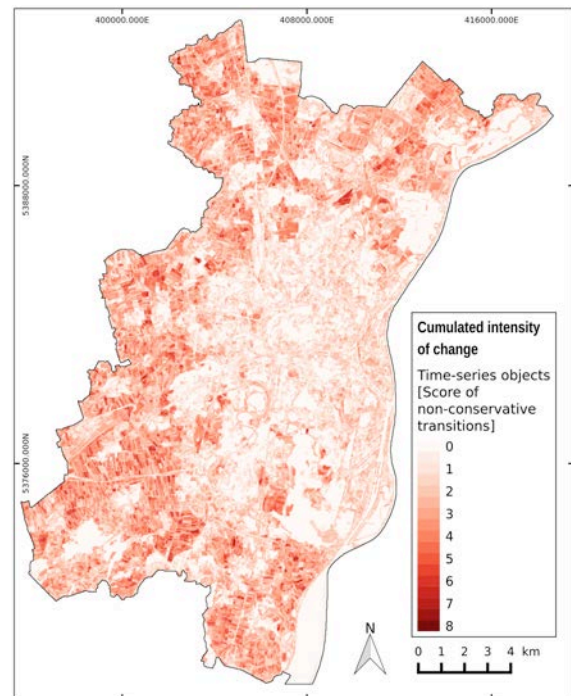 400000.000E 408000.000E 416000.000E
5388000.000N
Cumulated intensity
of change
Time-series objects
[Score of
non-conservative
transitions]
0
1
2
3
4
5
6
7
8
5376000.000N
N
0 1 2 3 4 km